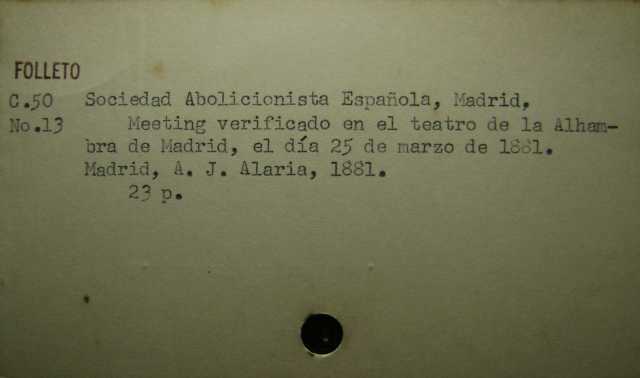 FOLLETO
C.50 Sociedad Abolicionista Española, Madrid.
No.13 Meeting verificado en el teatro de la Alham-
bra de Madrid, el día 25 de marzo de 1881.
Madrid, A. J. Alaria, 1881.
23 p.